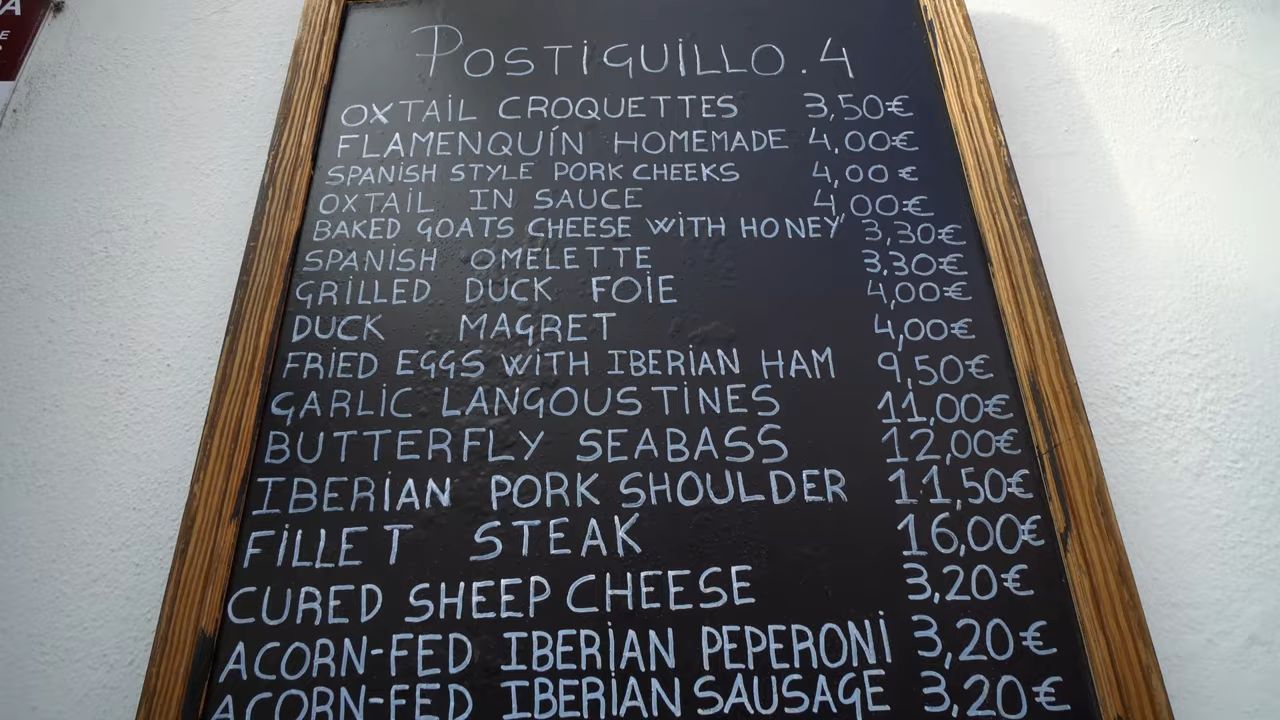 A
E
POSTIGUILLO.4
OXTAIL CROQUETTES 3,50€
FLAMENQUÍN HOMEMADE 4,00€
SPANISH STYLE PORK CHEEKS 4,00€
OXTAIL IN SAUCE 4,00€
BAKED GOATS CHEESE WITH HONEY 3,30€
SPANISH OMELETTE 3,30€
GRILLED DUCK FOIE 4,00€
DUCK MAGRET 4,00€
FRIED EGGS WITH IBERIAN HAM 9,50€
GARLIC LANGOUSTINES 11,00€
BUTTERFLY SEABASS 12,00€
IBERIAN PORK SHOULDER 11,50€
FILLET STEAK 16,00€
CURED SHEEP CHEESE 3,20€
ACORN-FED IBERIAN PEPERONI 3,20€
ACORN-FED IBERIAN SAUSAGE 3,20€